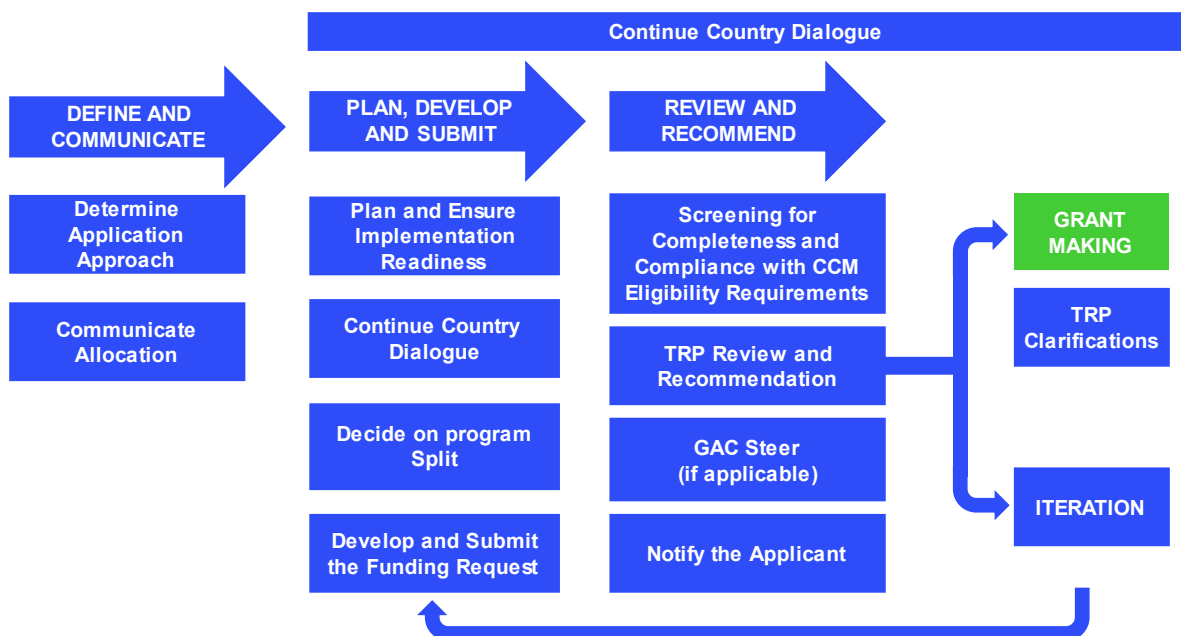 Continue Country Dialogue
DEFINE AND
COMMUNICATE
Determine
Application
Approach
Communicate
Allocation
PLAN, DEVELOP
AND SUBMIT
Plan and Ensure
Implementation
Readiness
Continue Country
Dialogue
Decide on program
Split
Develop and Submit
the Funding Request
REVIEW AND
RECOMMEND
Screening for
Completeness and
Compliance with CCM
Eligibility Requirements
TRP Review and
Recommendation
GAC Steer
(if applicable)
Notify the Applicant
GRANT
MAKING
TRP
Clarifications
ITERATION